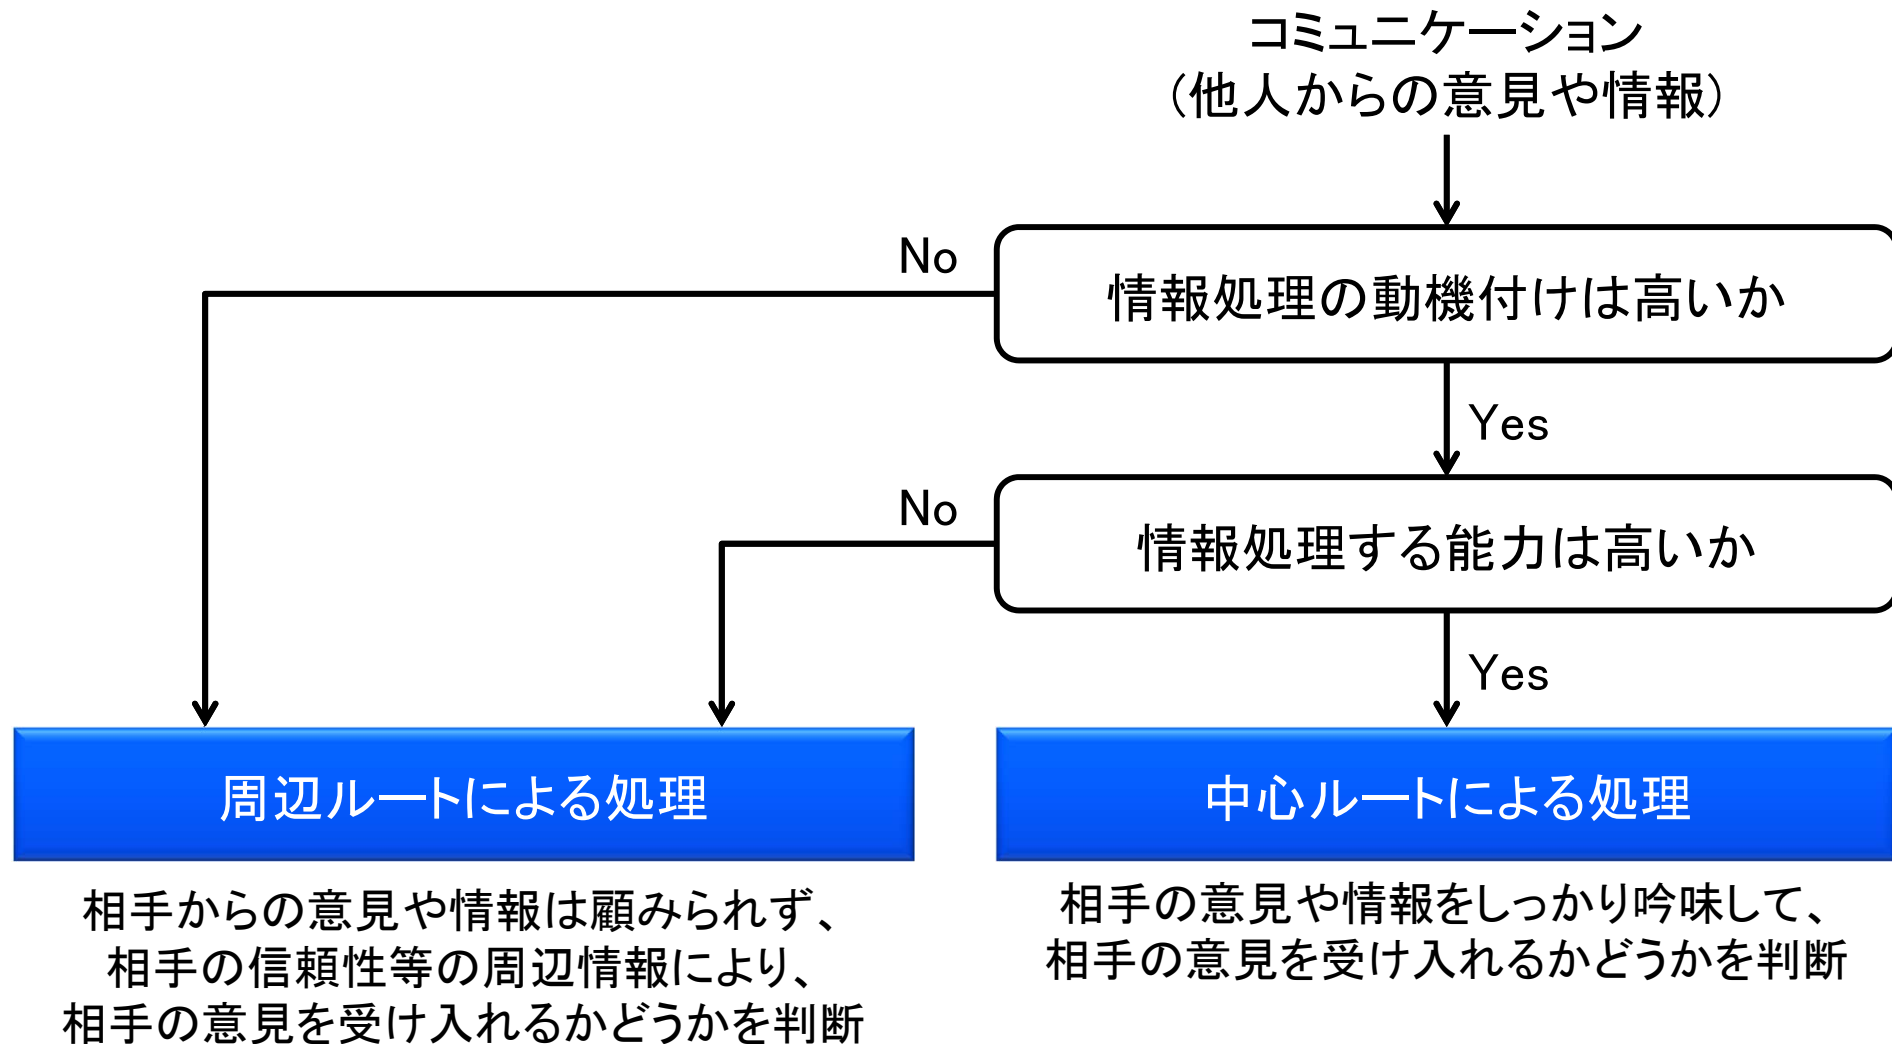 コミュニケーション
（他人からの意見や情報）
No
情報処理の動機付けは高いか
Yes
No
情報処理する能力は高いか
Yes
周辺ルートによる処理
中心ルートによる処理
相手からの意見や情報は顧みられず、
相手の信頼性等の周辺情報により、
相手の意見を受け入れるかどうかを判断
相手の意見や情報をしっかり吟味して、
相手の意見を受け入れるかどうかを判断